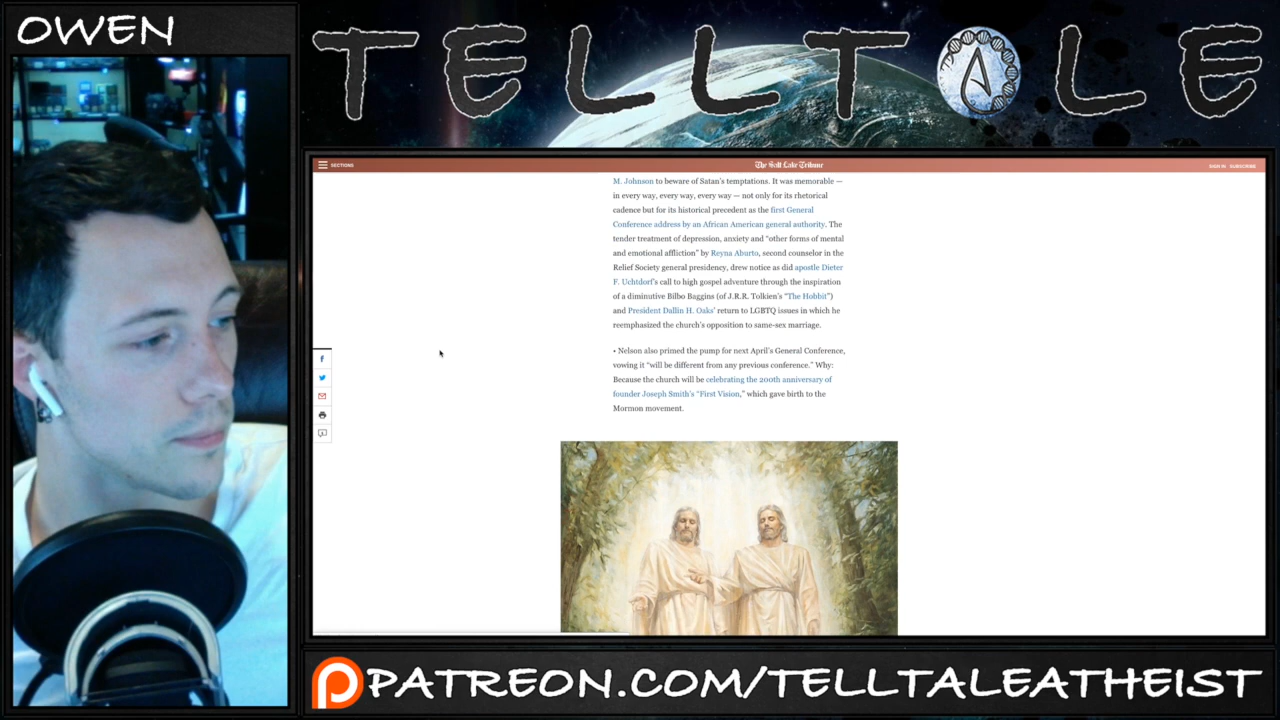 OWEN
TELLTALE
SECTIONS
The Salt Lake Tribune
SIGN IN SUBSCRIBE
M. Johnson to beware of Satan's temptations. It was memorable —
in every way, every way, every way — not only for its rhetorical
cadence but for its historical precedent as the first General
Conference address by an African American general authority. The
tender treatment of depression, anxiety and “other forms of mental
and emotional affliction” by Reyna Aburto, second counselor in the
Relief Society general presidency, drew notice as did apostle Dieter
F. Uchtdorf's call to high gospel adventure through the inspiration
of a diminutive Bilbo Baggins (of J.R.R. Tolkien's “The Hobbit”)
and President Dallin H. Oaks' return to LGBTQ issues in which he
reemphasized the church's opposition to same-sex marriage.
• Nelson also primed the pump for next April's General Conference,
vowing it “will be different from any previous conference.” Why:
Because the church will be celebrating the 200th anniversary of
founder Joseph Smith's “First Vision,” which gave birth to the
Mormon movement.
PATREON.COM/TELLTALEATHEIST